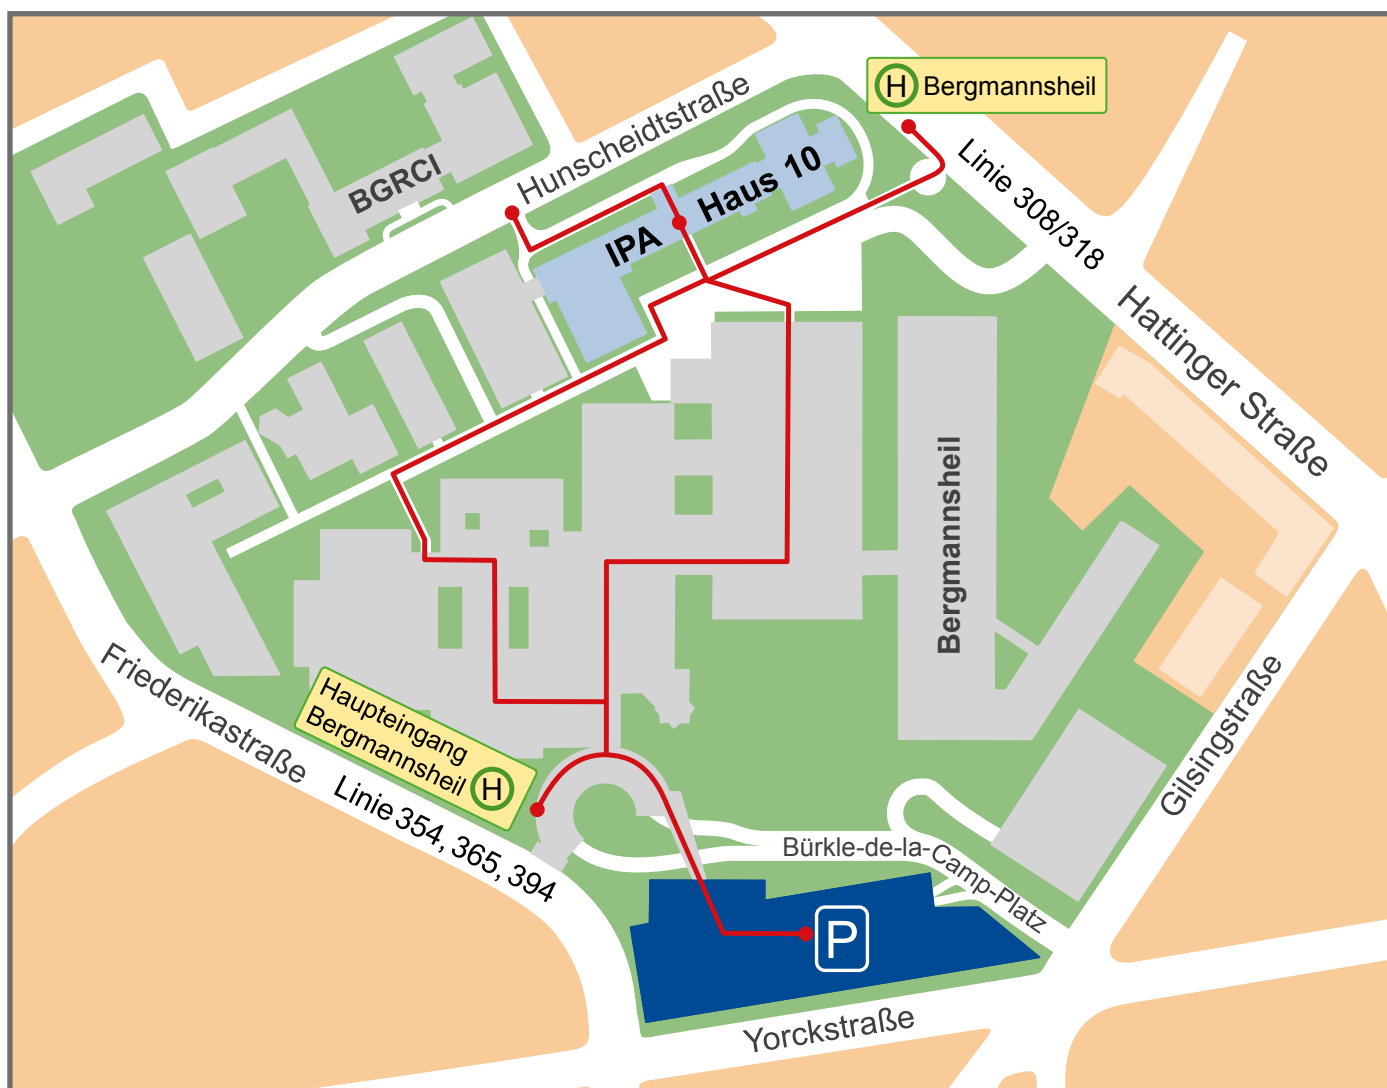 H Bergmannsheil
Hunscheidtstraße
Linie 308/318
BGRCI
Haus 10
IPA
Hattinger Straße
Bergmannsheil
Friederikastraße
Haupteingang
Bergmannsheil H
Linie 354, 365, 394
Gilsingstraße
Bürkle-de-la-Camp-Platz
P
Yorckstraße